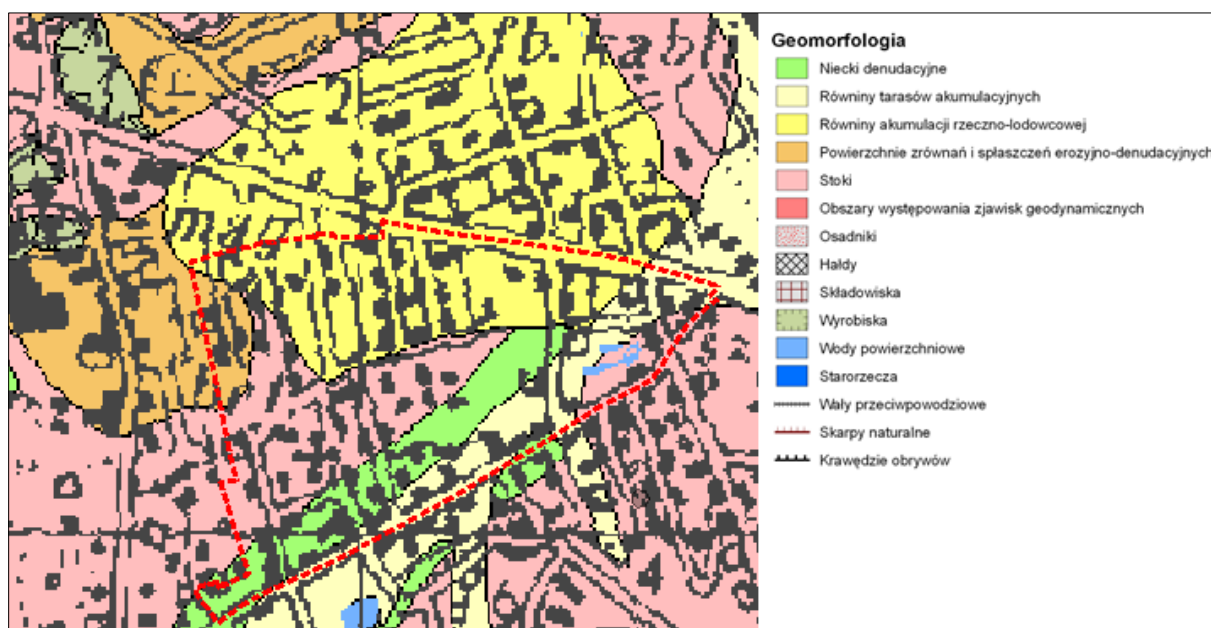 Geomorfologia
Niecki denudacyjne
Równiny tarasów akumulacyjnych
Równiny akumulacji rzeczno-lodowcowej
Powierzchnie zrównań i spłaszczeń erozyjno-denudacyjnych
Stoki
Obszary występowania zjawisk geodynamicznych
Osadniki
Hałdy
Składowiska
Wyrobiska
Wody powierzchniowe
Starorzecza
Wały przeciwpowodziowe
Skarpy naturalne
Krawędzie obrywów